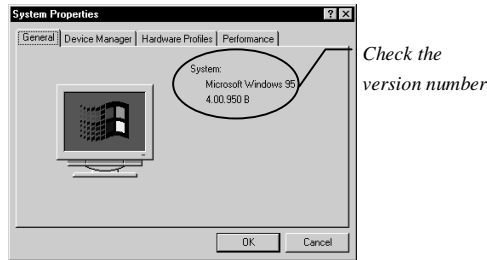 System Properties
General Device Manager Hardware Profiles Performance
System:
Microsoft Windows 95
4.00.950 B
Check the
version number
OK Cancel